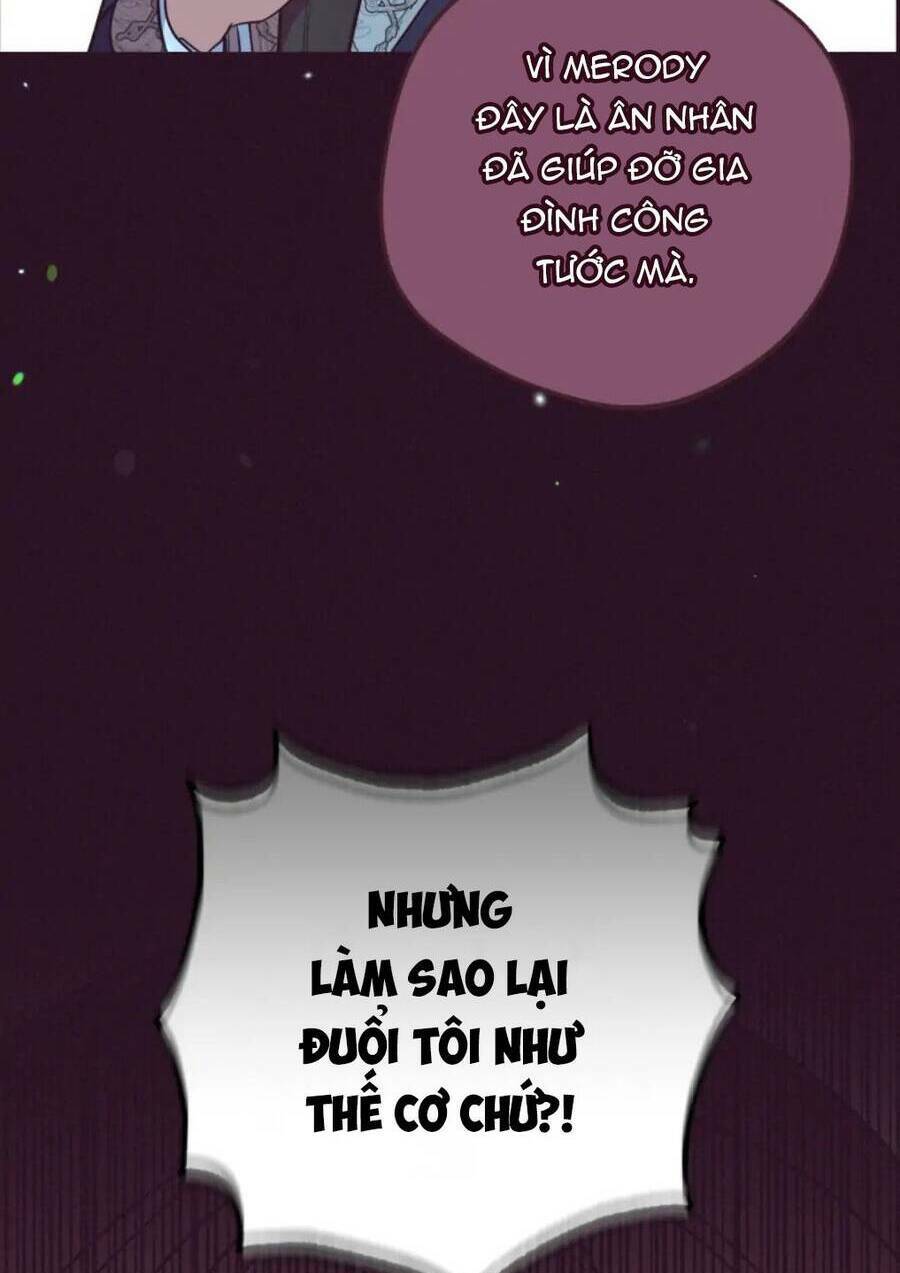 VÌ MERODY
ĐÂY LÀ ÂN NHÂN
ĐÃ GIÚP ĐỠ GIA
ĐÌNH CÔNG
TƯỚC MÀ.
NHƯNG
LÀM SAO LẠI
ĐUỔI TÔI NHƯ
THẾ CƠ CHỨ?!